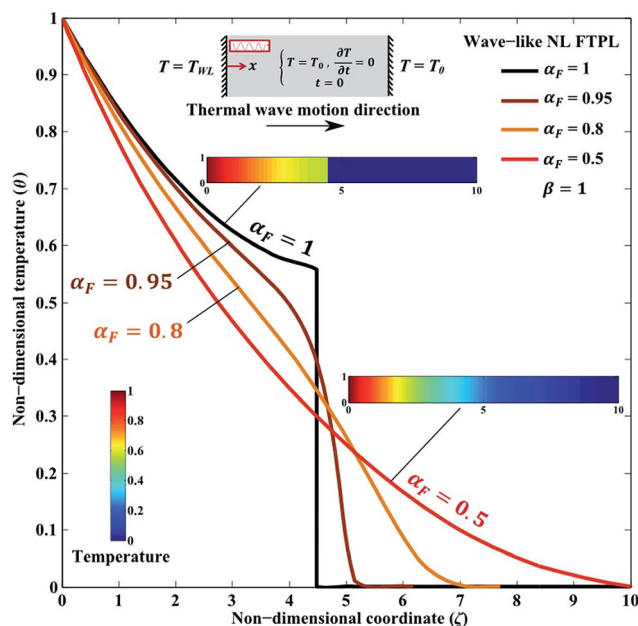 Wave−like NL FTPL
α_F = 1
α_F = 0.95
α_F = 0.8
α_F = 0.5
β = 1
T = T_WL
x
{ T = T_0 , ∂T/∂t = 0
t = 0
T = T_0
Thermal wave motion direction
1
0
0 5 10
α_F = 1
α_F = 0.95
α_F = 0.8
1
0
0 5 10
α_F = 0.5
1
0.8
0.6
0.4
0.2
0
Temperature
Non−dimensional temperature (θ)
1
0.9
0.8
0.7
0.6
0.5
0.4
0.3
0.2
0.1
0
0 1 2 3 4 5 6 7 8 9 10
Non−dimensional coordinate (ζ)